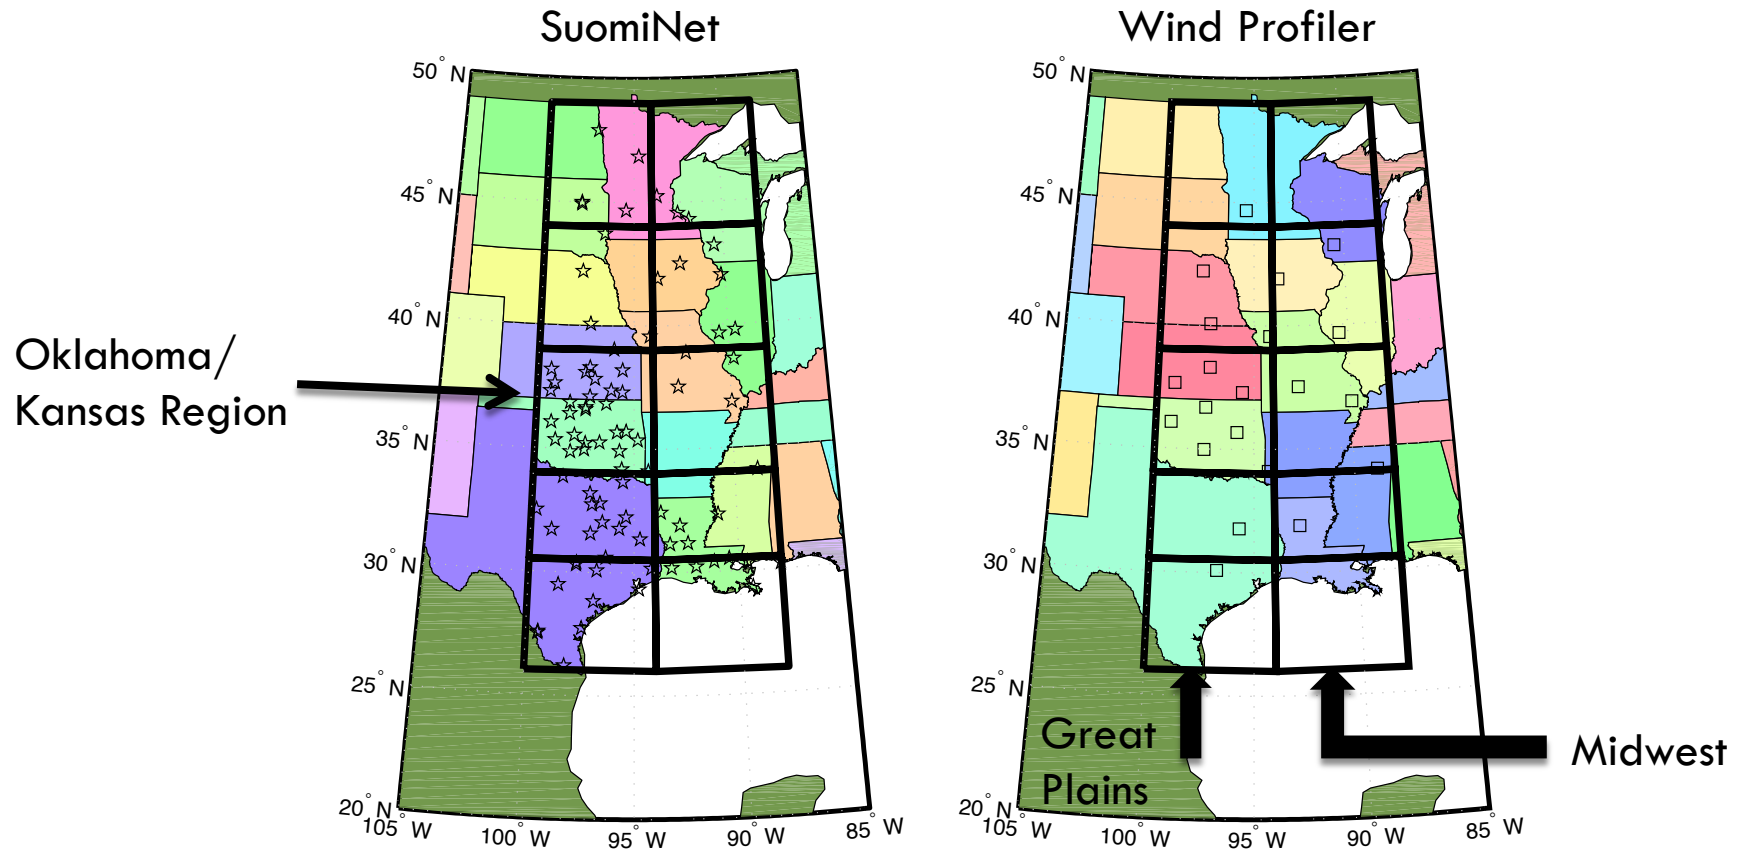 SuomiNet
Wind Profiler
50° N
45° N
40° N
35° N
30° N
25° N
20° N
105° W
100° W
95° W
90° W
85° W
Oklahoma/
Kansas Region
50° N
45° N
40° N
35° N
30° N
25° N
20° N
105° W
100° W
95° W
90° W
85° W
Great
Plains
Midwest